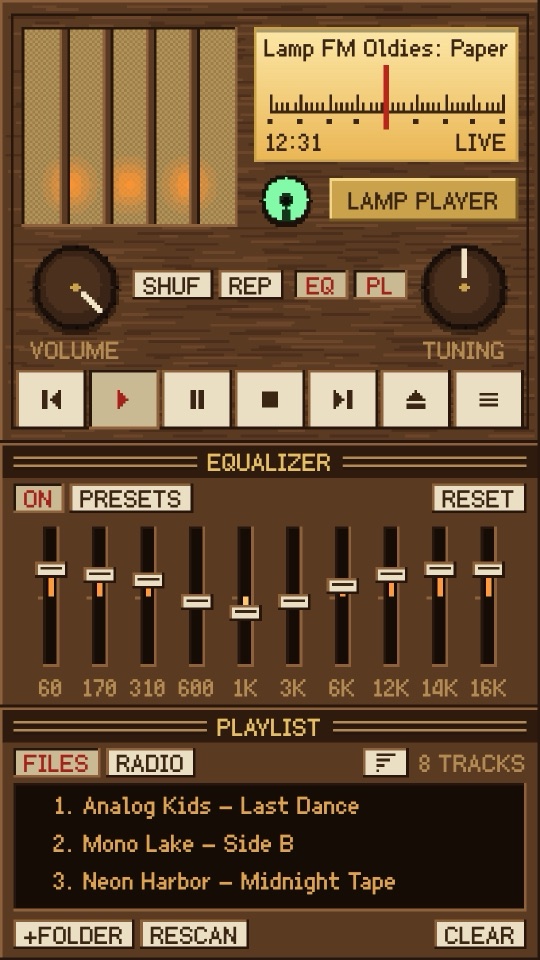 Lamp FM Oldies: Paper
12:31 LIVE
LAMP PLAYER
SHUF REP EQ PL
VOLUME TUNING
EQUALIZER
ON PRESETS RESET
60 170 310 600 1K 3K 6K 12K 14K 16K
PLAYLIST
FILES RADIO 8 TRACKS
1. Analog Kids – Last Dance
2. Mono Lake – Side B
3. Neon Harbor – Midnight Tape
+FOLDER RESCAN CLEAR